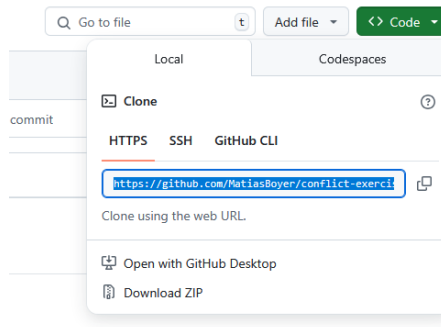 Go to file t Add file <> Code
Local Codespaces
Clone
commit
HTTPS SSH GitHub CLI
https://github.com/MatiasBoyer/conflict-exerci
Clone using the web URL.
Open with GitHub Desktop
Download ZIP